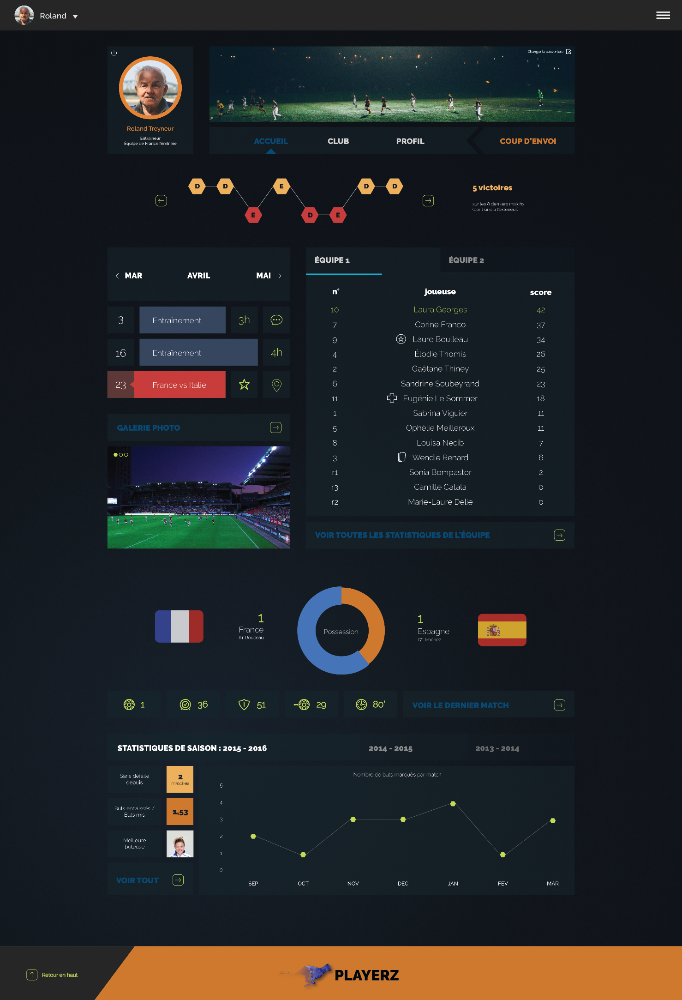 Roland
Changer la couverture
Roland Treyneur
Entraineur
Équipe de France féminine
ACCUEIL
CLUB
PROFIL
COUP D'ENVOI
D
D
E
D
D
E
D
E
5 victoires
sur les 8 derniers matchs
(dont une à l'extérieur).
MAR
AVRIL
MAI
3
Entraînement
3h
16
Entraînement
4h
23
France vs Italie
GALERIE PHOTO
ÉQUIPE 1
ÉQUIPE 2
n° joueuse score
10 Laura Georges 42
7 Corine Franco 37
9 Laure Boulleau 34
4 Élodie Thomis 26
2 Gaëtane Thiney 25
6 Sandrine Soubeyrand 23
11 Eugénie Le Sommer 18
1 Sabrina Viguier 11
5 Ophélie Meilleroux 11
8 Louisa Necib 7
3 Wendie Renard 6
r1 Sonia Bompastor 2
r3 Camille Catala 0
r2 Marie-Laure Delie 0
VOIR TOUTES LES STATISTIQUES DE L'ÉQUIPE
1
France
61' Boulleau
Possession
1
Espagne
17' Jiménez
1
36
51
29
80'
VOIR LE DERNIER MATCH
STATISTIQUES DE SAISON : 2015 - 2016
2014 - 2015
2013 - 2014
Sans défaite
depuis
2
matches
Buts encaissés /
Buts mis
1,53
Meilleure
buteuse
VOIR TOUT
Nombre de buts marqués par match
5
4
3
2
1
0
SEP OCT NOV DEC JAN FEV MAR
Retour en haut
PLAYERZ